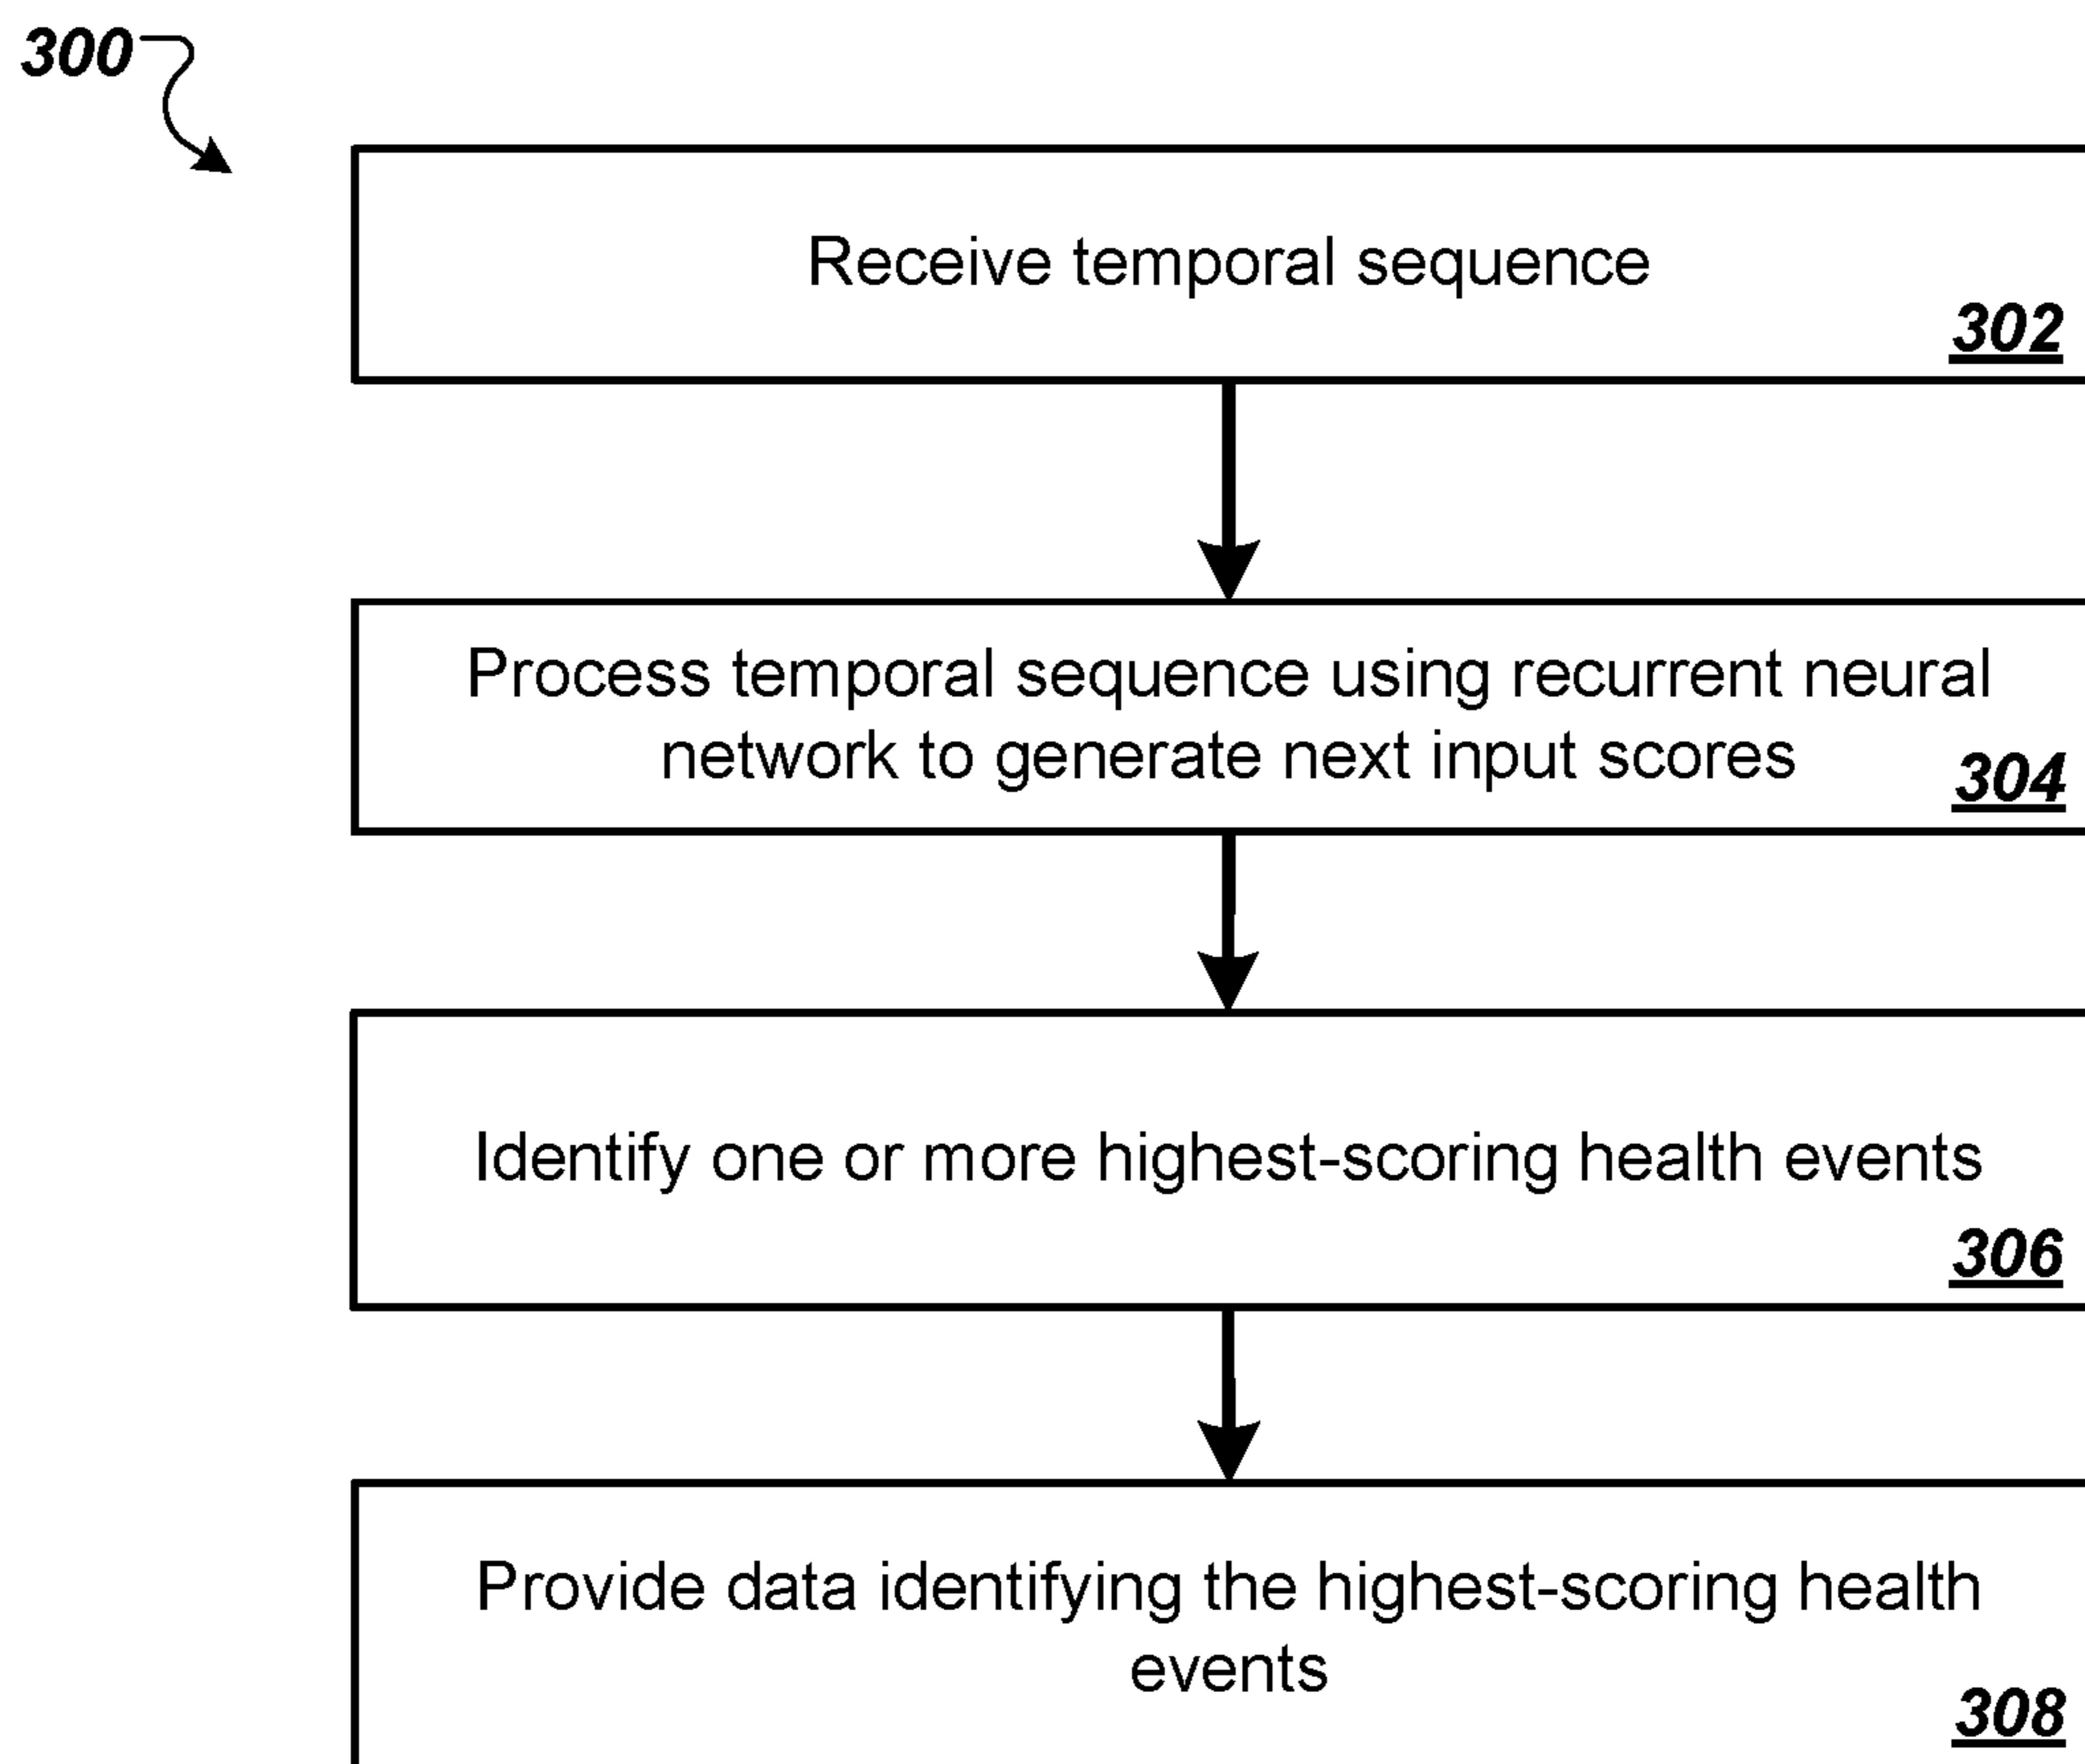 300
Receive temporal sequence
302
Process temporal sequence using recurrent neural
network to generate next input scores
304
Identify one or more highest-scoring health events
306
Provide data identifying the highest-scoring health
events
308